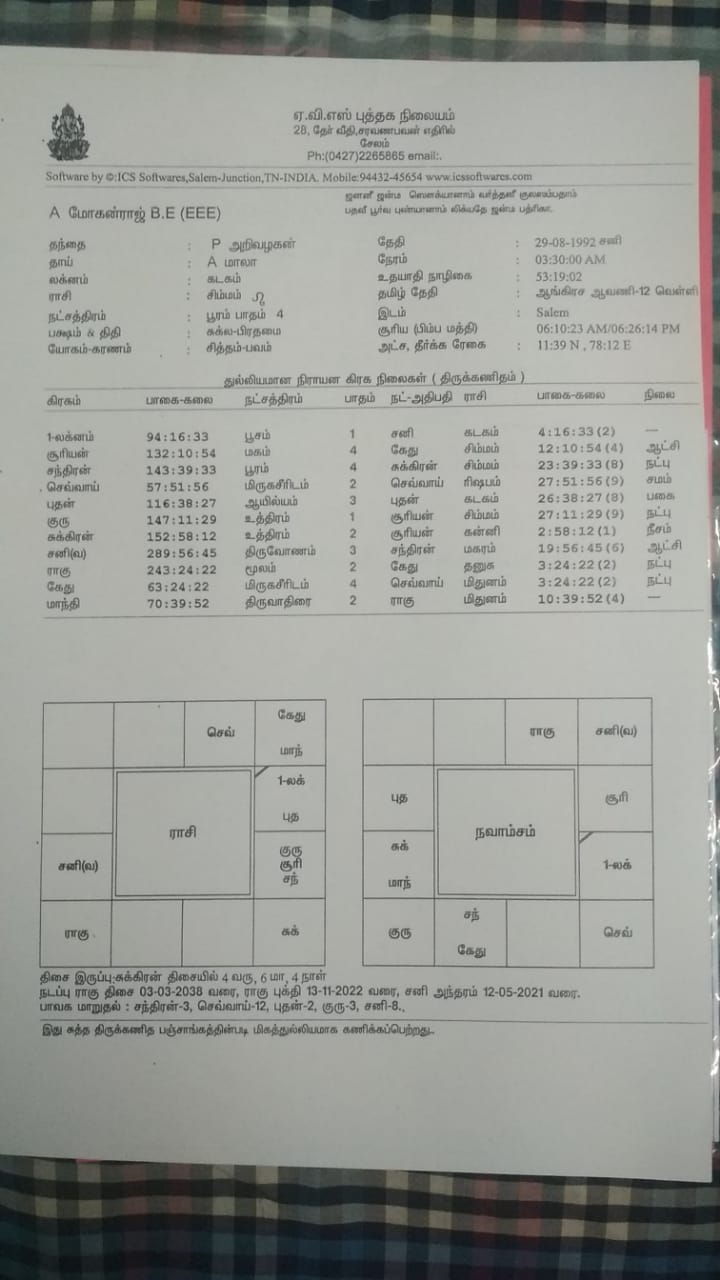 ஏ.வி.எஸ் புத்தக நிலையம்
28, தேர் வீதி,சரவணபவன் எதிரில்
சேலம்
Ph:(0427)2265865 email:.
Software by ©:ICS Softwares,Salem-Junction,TN-INDIA. Mobile:94432-45654 www.icssoftwares.com
ஜனனீ ஜன்ம ஸௌக்யானாம் வர்த்தனீ குலஸம்பதாம்
பதவீ பூர்வ புண்யானாம் லிக்யதே ஜன்ம பத்ரிகா.
A மோகன்ராஜ் B.E (EEE)
தந்தை : P அறிவழகன் தேதி : 29-08-1992 சனி
தாய் : A மாலா நேரம் : 03:30:00 AM
லக்னம் : கடகம் உதயாதி நாழிகை : 53:19:02
ராசி : சிம்மம் ♌ தமிழ் தேதி : ஆங்கிரச ஆவணி-12 வெள்ளி
நட்சத்திரம் : பூரம் பாதம் 4 இடம் : Salem
பக்ஷம் & திதி : சுக்ல-பிரதமை சூரிய (பிம்ப மத்தி) : 06:10:23 AM/06:26:14 PM
யோகம்-கரணம் : சித்தம்-பவம் அட்ச, தீர்க்க ரேகை : 11:39 N , 78:12 E
துல்லியமான நிராயன கிரக நிலைகள் ( திருக்கணிதம் )
கிரகம் பாகை-கலை நட்சத்திரம் பாதம் நட்-அதிபதி ராசி பாகை-கலை நிலை
1-லக்னம் 94:16:33 பூசம் 1 சனி கடகம் 4:16:33 (2) —
சூரியன் 132:10:54 மகம் 4 கேது சிம்மம் 12:10:54 (4) ஆட்சி
சந்திரன் 143:39:33 பூரம் 4 சுக்கிரன் சிம்மம் 23:39:33 (8) நட்பு
செவ்வாய் 57:51:56 மிருகசீரிடம் 2 செவ்வாய் ரிஷபம் 27:51:56 (9) சமம்
புதன் 116:38:27 ஆயில்யம் 3 புதன் கடகம் 26:38:27 (8) பகை
குரு 147:11:29 உத்திரம் 1 சூரியன் சிம்மம் 27:11:29 (9) நட்பு
சுக்கிரன் 152:58:12 உத்திரம் 2 சூரியன் கன்னி 2:58:12 (1) நீசம்
சனி(வ) 289:56:45 திருவோணம் 3 சந்திரன் மகரம் 19:56:45 (6) ஆட்சி
ராகு 243:24:22 மூலம் 2 கேது தனுசு 3:24:22 (2) நட்பு
கேது 63:24:22 மிருகசீரிடம் 4 செவ்வாய் மிதுனம் 3:24:22 (2) நட்பு
மாந்தி 70:39:52 திருவாதிரை 2 ராகு மிதுனம் 10:39:52 (4) —
செவ்
கேது
மாந்
1-லக்
புத
ராசி
சனி(வ)
குரு
சூரி
சந்
ராகு
சுக்
ராகு
சனி(வ)
புத
சூரி
நவாம்சம்
சுக்
மாந்
1-லக்
குரு
சந்
கேது
செவ்
திசை இருப்பு:சுக்கிரன் திசையில் 4 வரு, 6 மா, 4 நாள்
நடப்பு ராகு திசை 03-03-2038 வரை, ராகு புக்தி 13-11-2022 வரை, சனி அந்தரம் 12-05-2021 வரை.
பாவக மாறுதல் : சந்திரன்-3, செவ்வாய்-12, புதன்-2, குரு-3, சனி-8.,
இது சுத்த திருக்கணித பஞ்சாங்கத்தின்படி மிகத்துல்லியமாக கணிக்கப்பெற்றது..